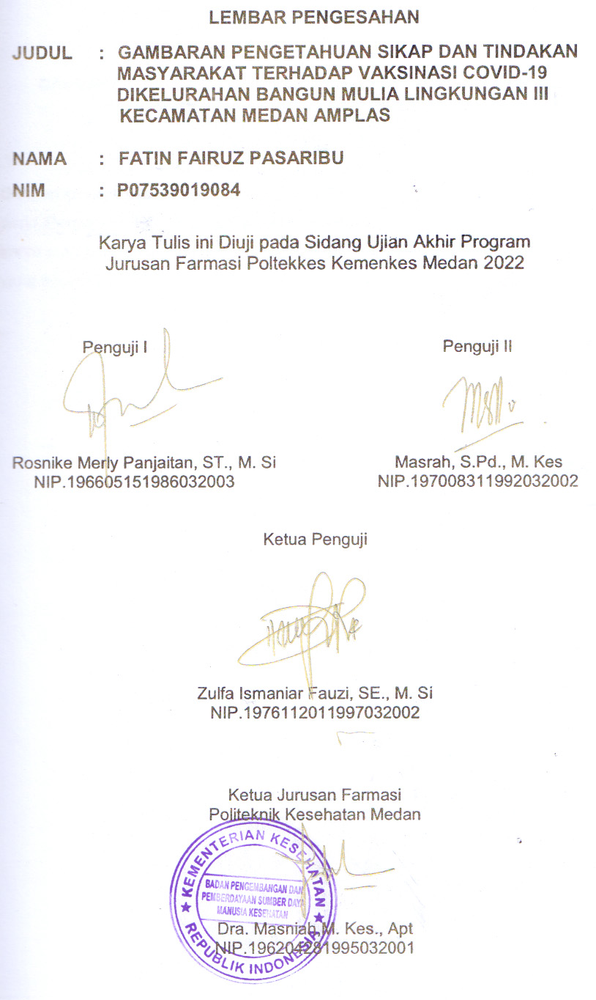 LEMBAR PENGESAHAN
JUDUL : GAMBARAN PENGETAHUAN SIKAP DAN TINDAKAN
MASYARAKAT TERHADAP VAKSINASI COVID-19
DIKELURAHAN BANGUN MULIA LINGKUNGAN III
KECAMATAN MEDAN AMPLAS
NAMA : FATIN FAIRUZ PASARIBU
NIM : P07539019084
Karya Tulis ini Diuji pada Sidang Ujian Akhir Program
Jurusan Farmasi Poltekkes Kemenkes Medan 2022
Penguji I
Rosnike Merly Panjaitan, ST., M. Si
NIP.196605151986032003
Penguji II
Masrah, S.Pd., M. Kes
NIP.197008311992032002
Ketua Penguji
Zulfa Ismaniar Fauzi, SE., M. Si
NIP.1976112011997032002
Ketua Jurusan Farmasi
Politeknik Kesehatan Medan
KEMENTERIAN KESEHATAN
BADAN PENGEMBANGAN DAN
PEMBERDAYAAN SUMBER DAYA
MANUSIA KESEHATAN
REPUBLIK INDONESIA
Dra. Masniah,M. Kes., Apt
NIP.196204281995032001